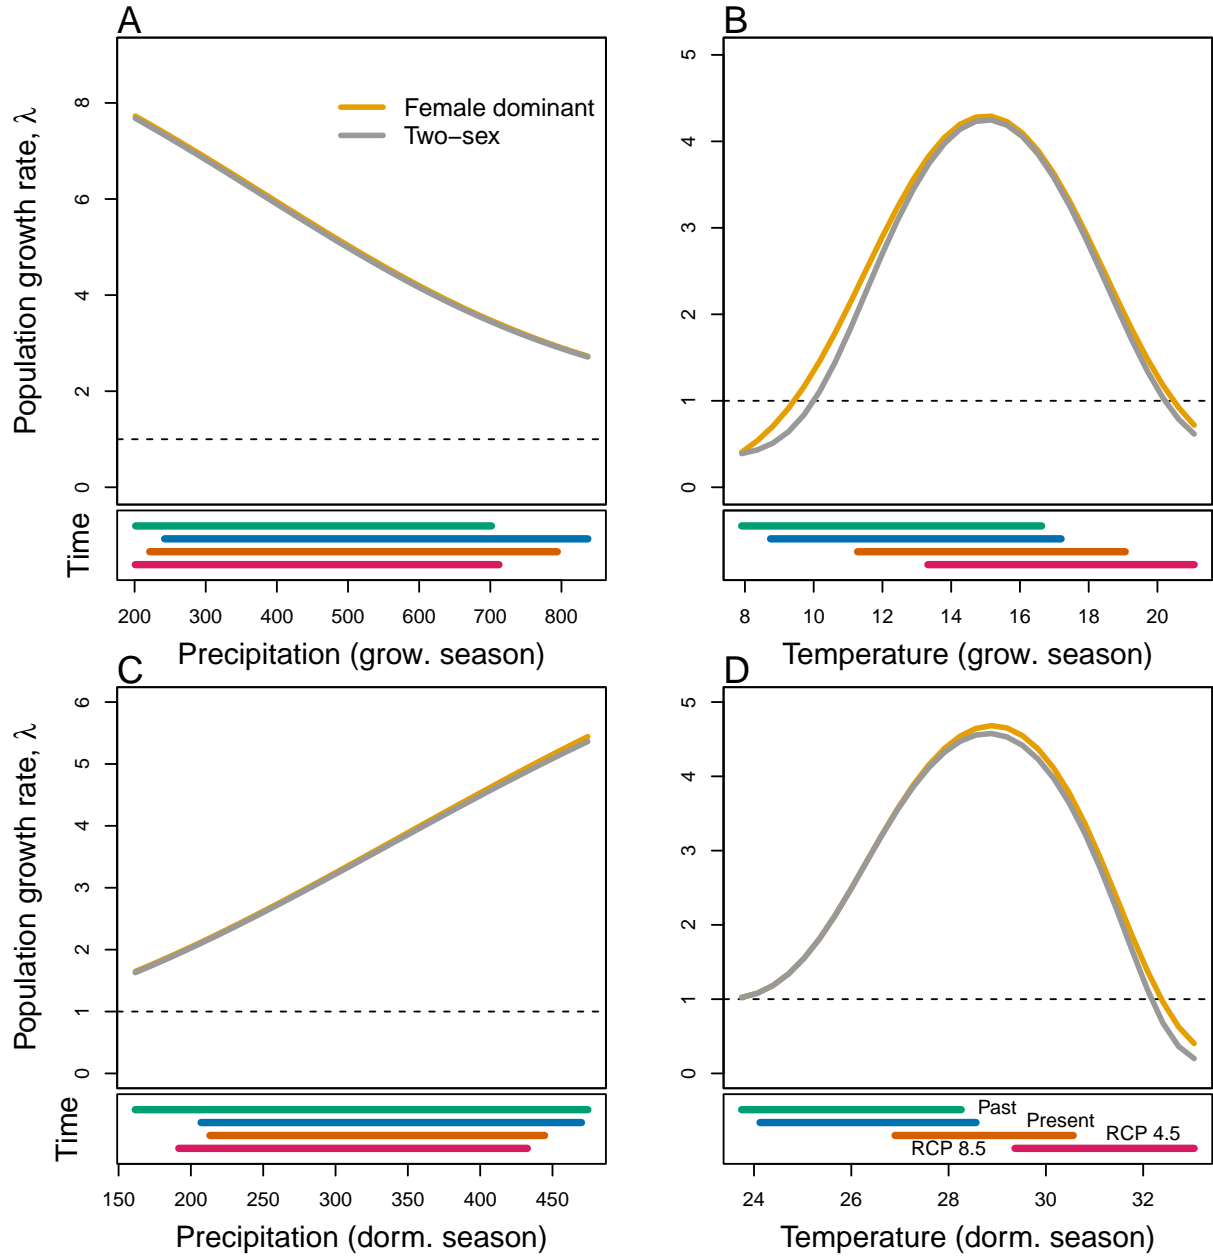 A
Population growth rate, λ
8
6
4
2
0
Female dominant
Two−sex
Time
200 300 400 500 600 700 800
Precipitation (grow. season)
B
5
4
3
2
1
0
8 10 12 14 16 18 20
Temperature (grow. season)
C
Population growth rate, λ
6
5
4
3
2
1
0
Time
150 200 250 300 350 400 450
Precipitation (dorm. season)
D
5
4
3
2
1
0
Past
Present
RCP 4.5
RCP 8.5
24 26 28 30 32
Temperature (dorm. season)